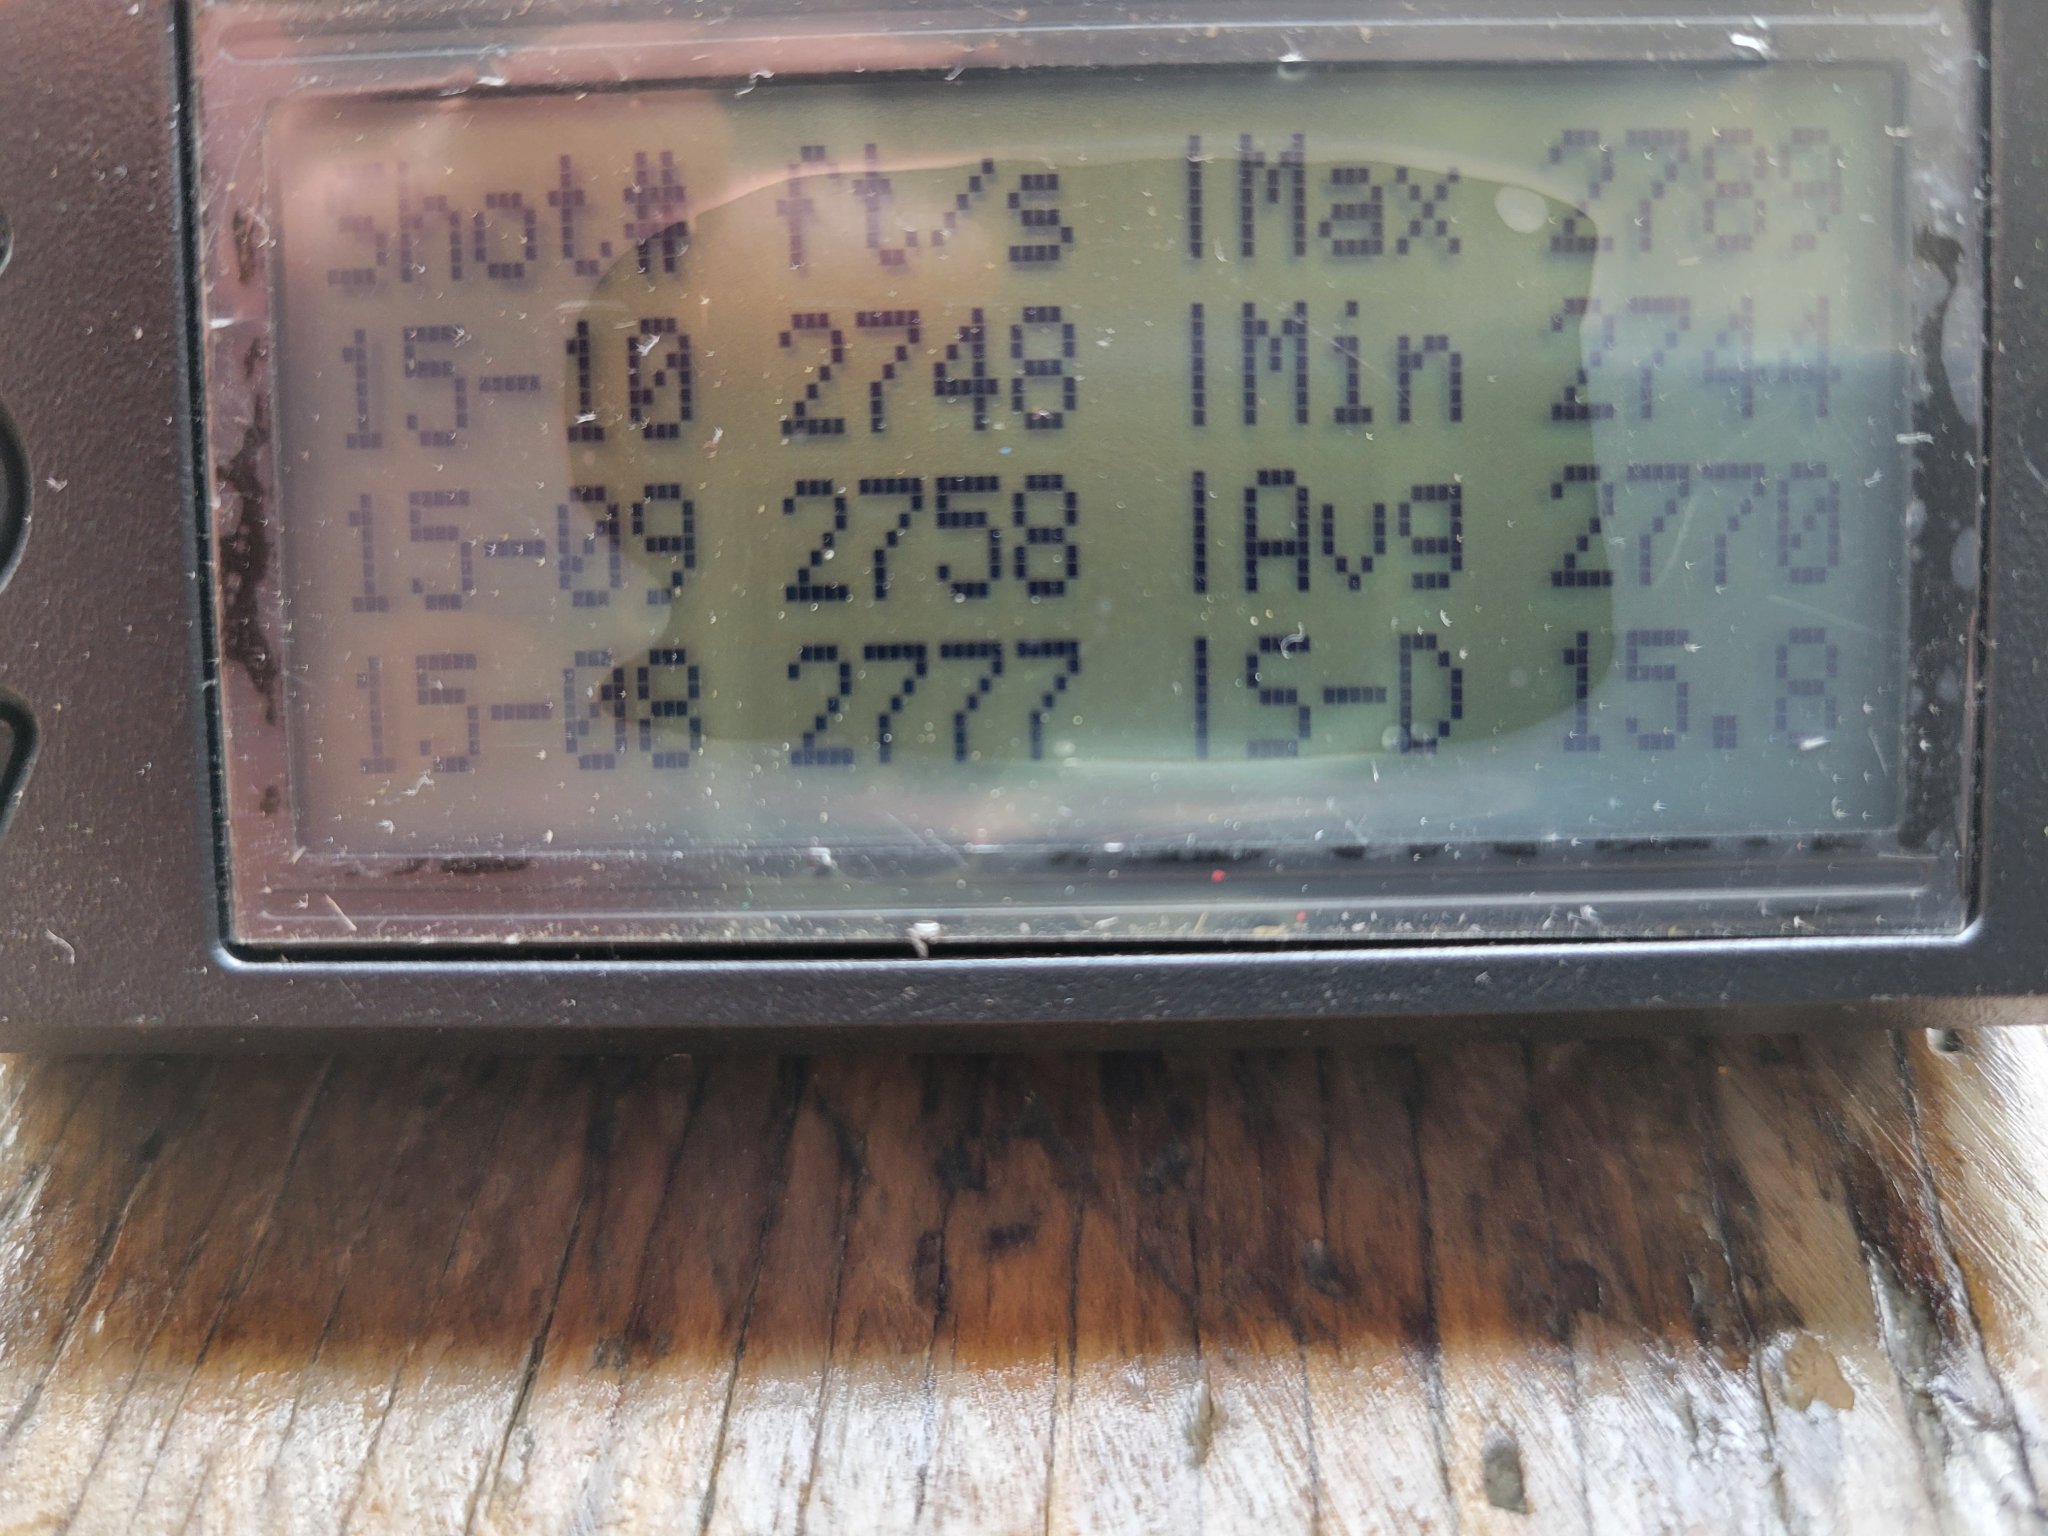 Shot# ft/s |Max 2789
15-10 2748 |Min 2744
15-09 2758 |Avg 2770
15-08 2777 |S-D 15.8